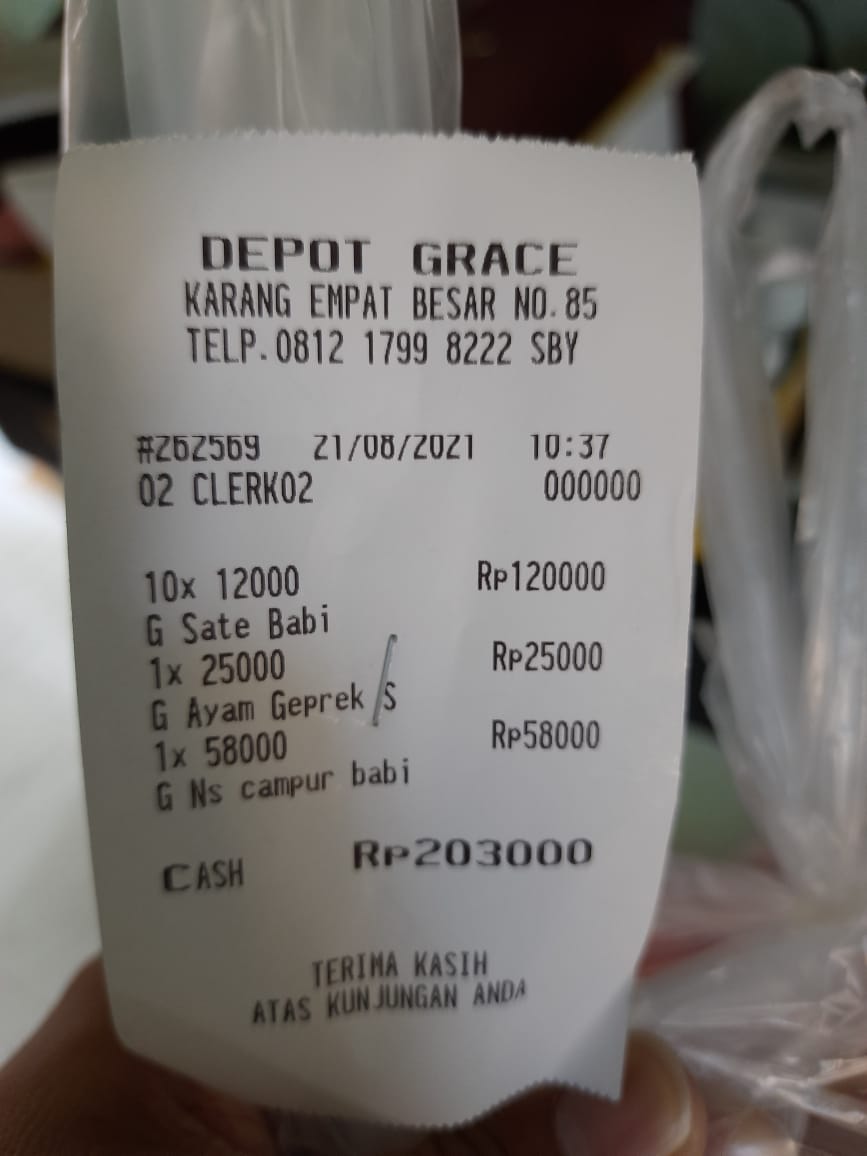 DEPOT GRACE
KARANG EMPAT BESAR NO.85
TELP.0812 1799 8222 SBY
#262569 21/08/2021 10:37
02 CLERK02 000000
10x 12000 Rp120000
G Sate Babi
1x 25000 Rp25000
G Ayam Geprek S
1x 58000 Rp58000
G Ns campur babi
CASH Rp203000
TERIMA KASIH
ATAS KUNJUNGAN ANDA